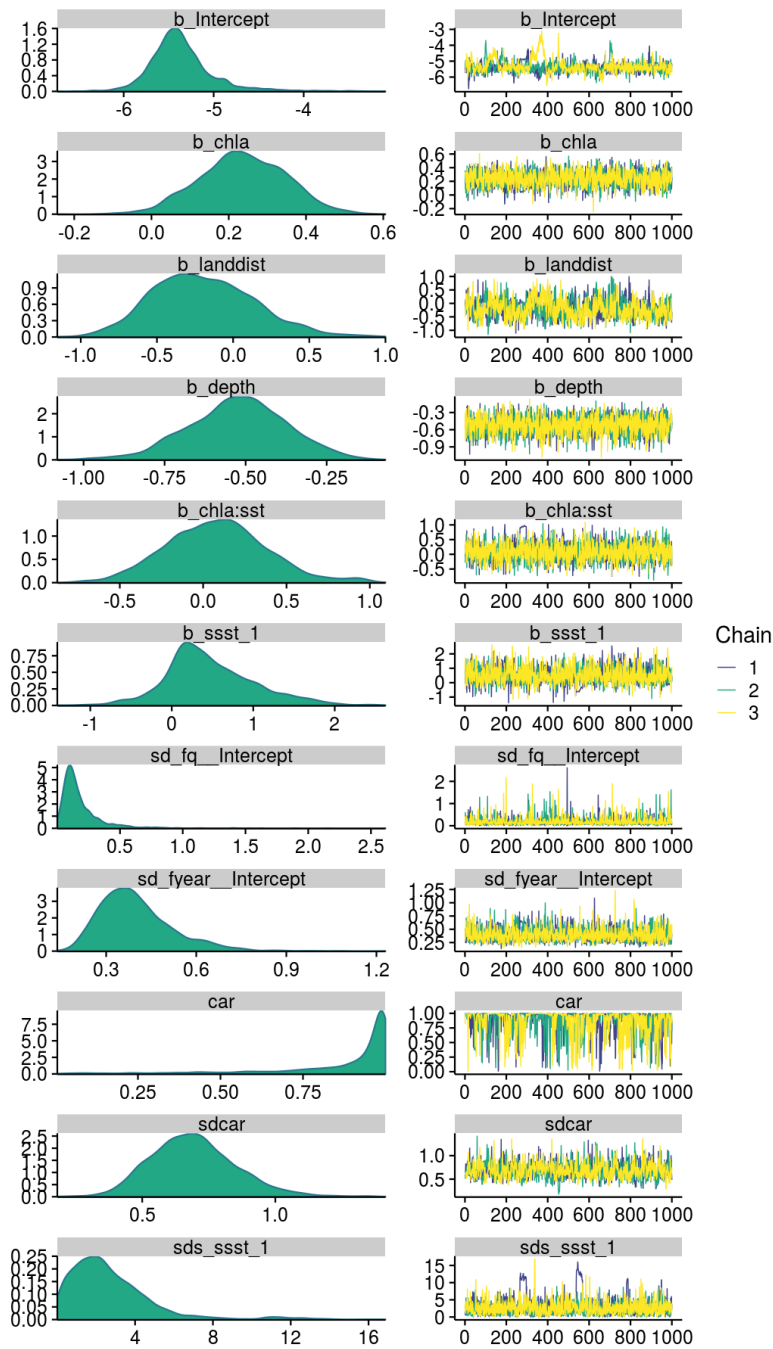 b_Intercept b_Intercept
1.6
1.2
0.8
0.4
0.0
-6 -5 -4
-3
-4
-5
-6
0 200 400 600 800 1000
b_chla b_chla
3
2
1
0
-0.2 0.0 0.2 0.4 0.6
0.6
0.4
0.2
0.0
-0.2
0 200 400 600 800 1000
b_landdist b_landdist
0.9
0.6
0.3
0.0
-1.0 -0.5 0.0 0.5 1.0
1.0
0.5
0.0
-0.5
-1.0
0 200 400 600 800 1000
b_depth b_depth
2
1
0
-1.00 -0.75 -0.50 -0.25
-0.3
-0.6
-0.9
0 200 400 600 800 1000
b_chla:sst b_chla:sst
1.0
0.5
0.0
-0.5 0.0 0.5 1.0
1.0
0.5
0.0
-0.5
0 200 400 600 800 1000
b_ssst_1 b_ssst_1
0.75
0.50
0.25
0.00
-1 0 1 2
2
1
0
-1
0 200 400 600 800 1000
Chain
1
2
3
sd_fq__Intercept sd_fq__Intercept
5
4
3
2
1
0
0.5 1.0 1.5 2.0 2.5
2
1
0
0 200 400 600 800 1000
sd_fyear__Intercept sd_fyear__Intercept
3
2
1
0
0.3 0.6 0.9 1.2
1.25
1.00
0.75
0.50
0.25
0 200 400 600 800 1000
car car
7.5
5.0
2.5
0.0
0.25 0.50 0.75
1.00
0.75
0.50
0.25
0.00
0 200 400 600 800 1000
sdcar sdcar
2.5
2.0
1.5
1.0
0.5
0.0
0.5 1.0
1.0
0.5
0 200 400 600 800 1000
sds_ssst_1 sds_ssst_1
0.25
0.20
0.15
0.10
0.05
0.00
4 8 12 16
15
10
5
0
0 200 400 600 800 1000